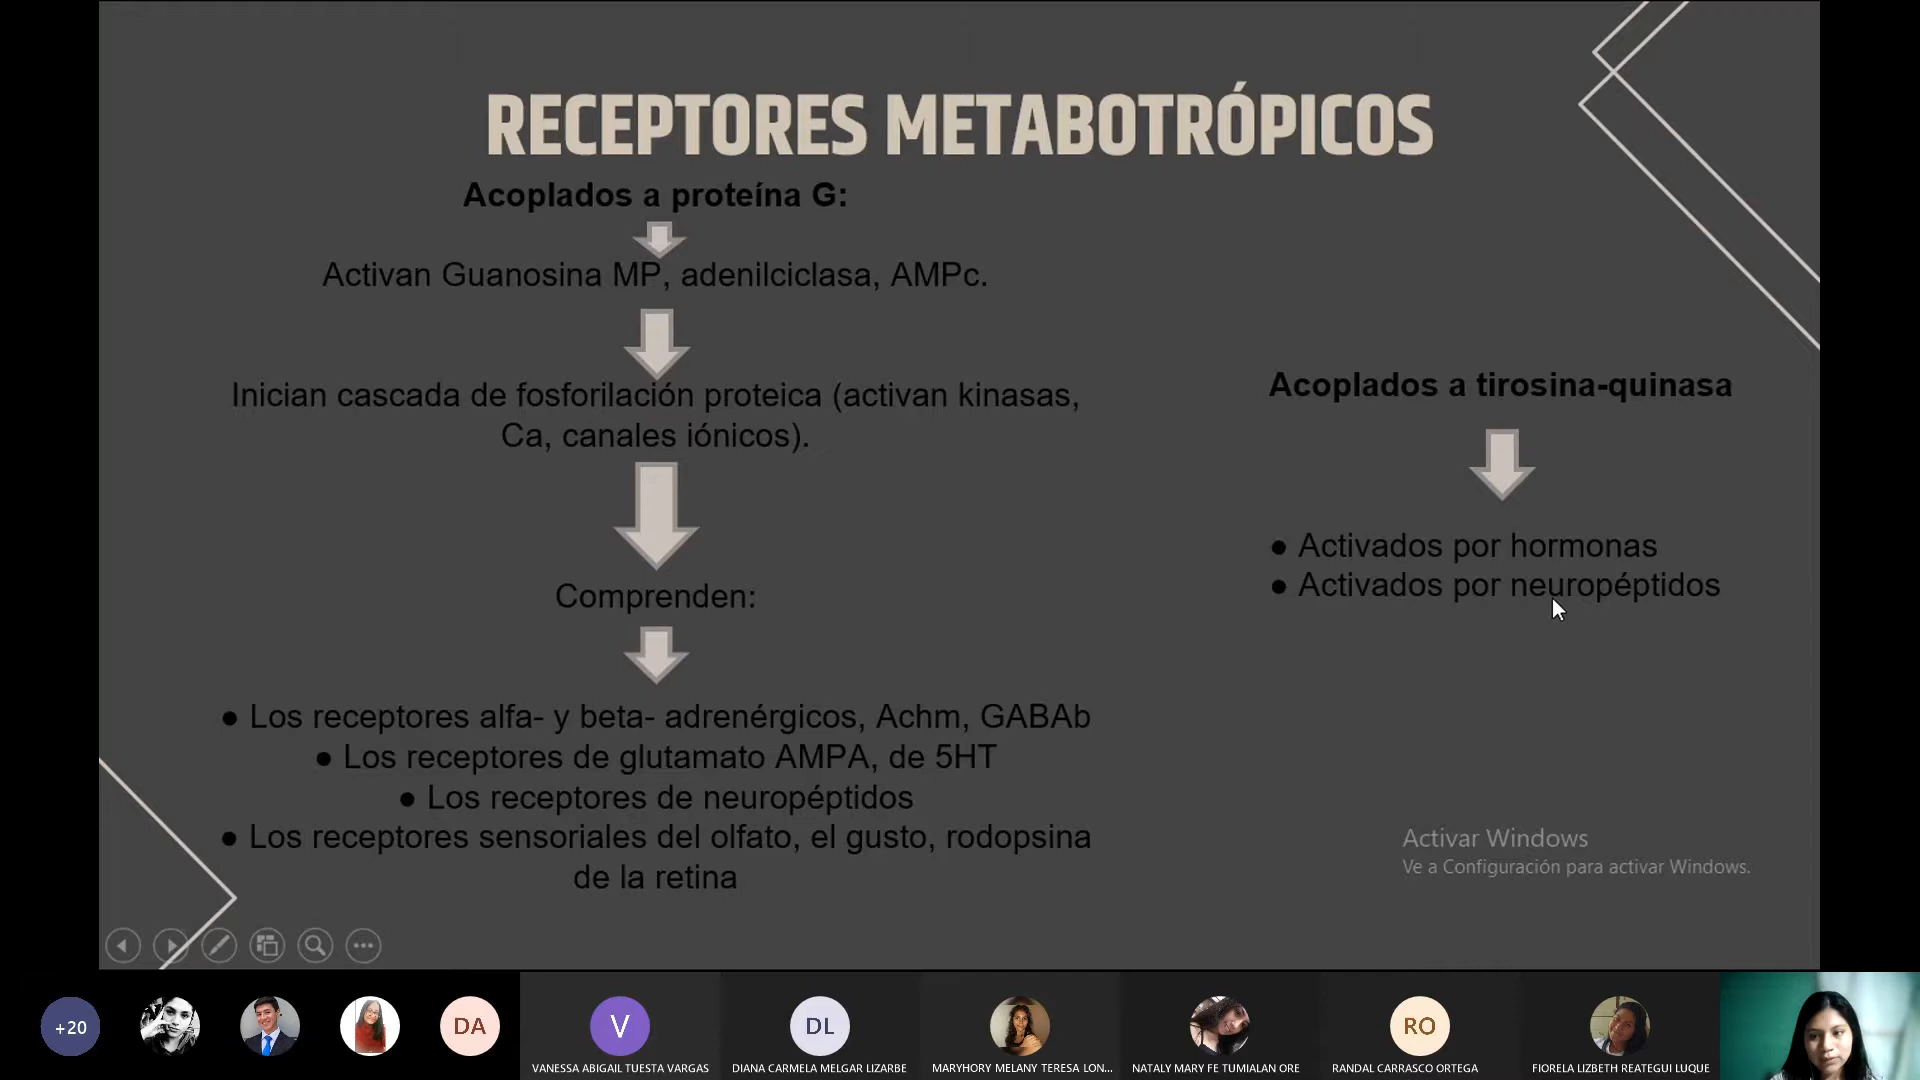 RECEPTORES METABOTRÓPICOS
Acoplados a proteína G:
Activan Guanosina MP, adenilciclasa, AMPc.
Inician cascada de fosforilación proteica (activan kinasas,
Ca, canales iónicos).
Comprenden:
● Los receptores alfa- y beta- adrenérgicos, Achm, GABAb
● Los receptores de glutamato AMPA, de 5HT
● Los receptores de neuropéptidos
● Los receptores sensoriales del olfato, el gusto, rodopsina
de la retina
Acoplados a tirosina-quinasa
● Activados por hormonas
● Activados por neuropéptidos
Activar Windows
Ve a Configuración para activar Windows.
+20
DA
V
DL
RO
VANESSA ABIGAIL TUESTA VARGAS
DIANA CARMELA MELGAR LIZARBE
MARYHORY MELANY TERESA LON...
NATALY MARY FE TUMIALAN ORE
RANDAL CARRASCO ORTEGA
FIORELA LIZBETH REATEGUI LUQUE